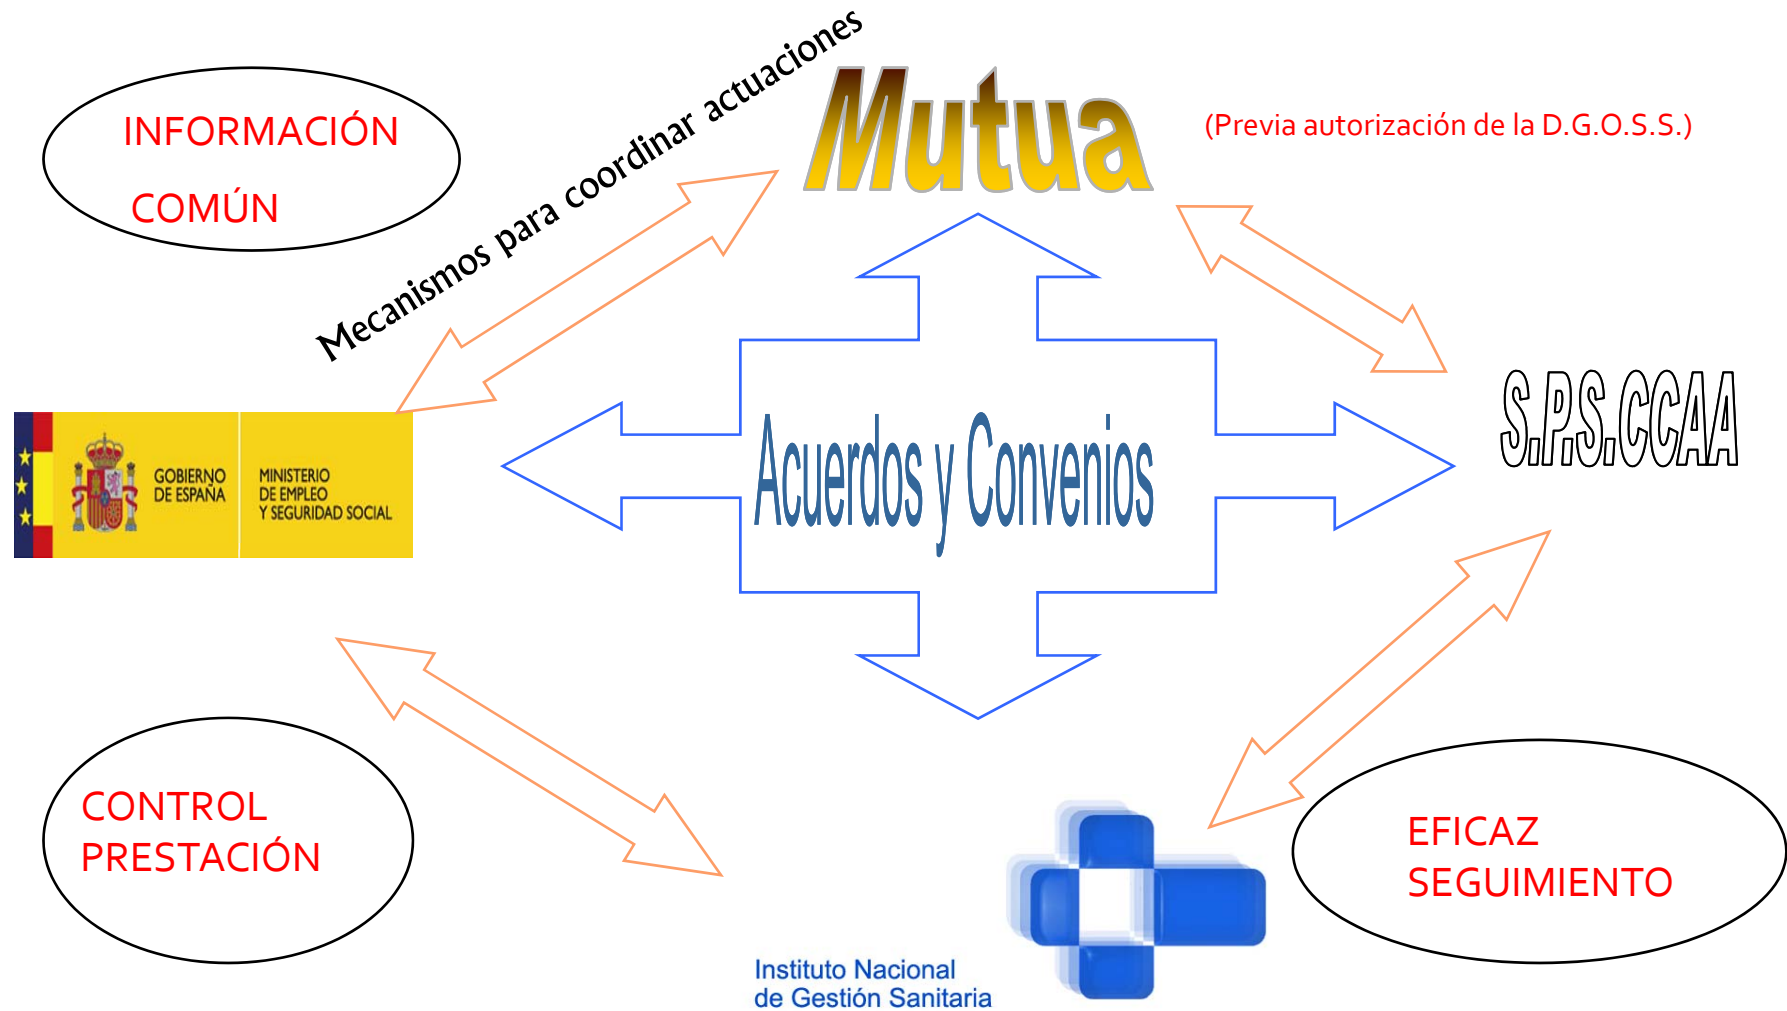 Mecanismos para coordinar actuaciones
Mutua
(Previa autorización de la D.G.O.S.S.)
INFORMACIÓN
COMÚN
GOBIERNO
DE ESPAÑA
MINISTERIO
DE EMPLEO
Y SEGURIDAD SOCIAL
Acuerdos y Convenios
S.P.S.CCAA
CONTROL
PRESTACIÓN
EFICAZ
SEGUIMIENTO
Instituto Nacional
de Gestión Sanitaria